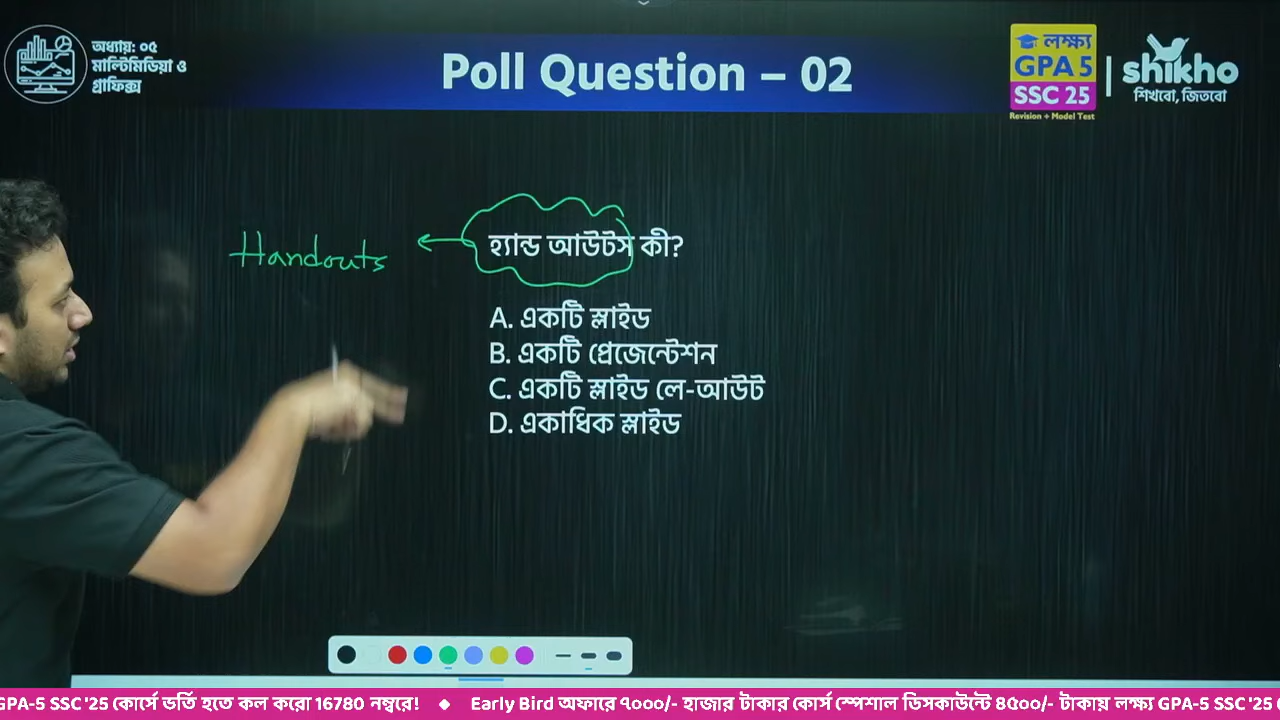 অধ্যায়: ০৫
মাল্টিমিডিয়া ও
গ্রাফিক্স
Poll Question – 02
লক্ষ্য
GPA 5
SSC 25
Revision + Model Test
shikho
শিখবো, জিতবো
Handouts
হ্যান্ড আউটস কী?
A. একটি স্লাইড
B. একটি প্রেজেন্টেশন
C. একটি স্লাইড লে-আউট
D. একাধিক স্লাইড
GPA-5 SSC '25 কোর্সে ভর্তি হতে কল করো 16780 নম্বরে! ◆ Early Bird অফারে ৭০০০/- হাজার টাকার কোর্স স্পেশাল ডিসকাউন্টে ৪৫০০/- টাকায় লক্ষ্য GPA-5 SSC '25